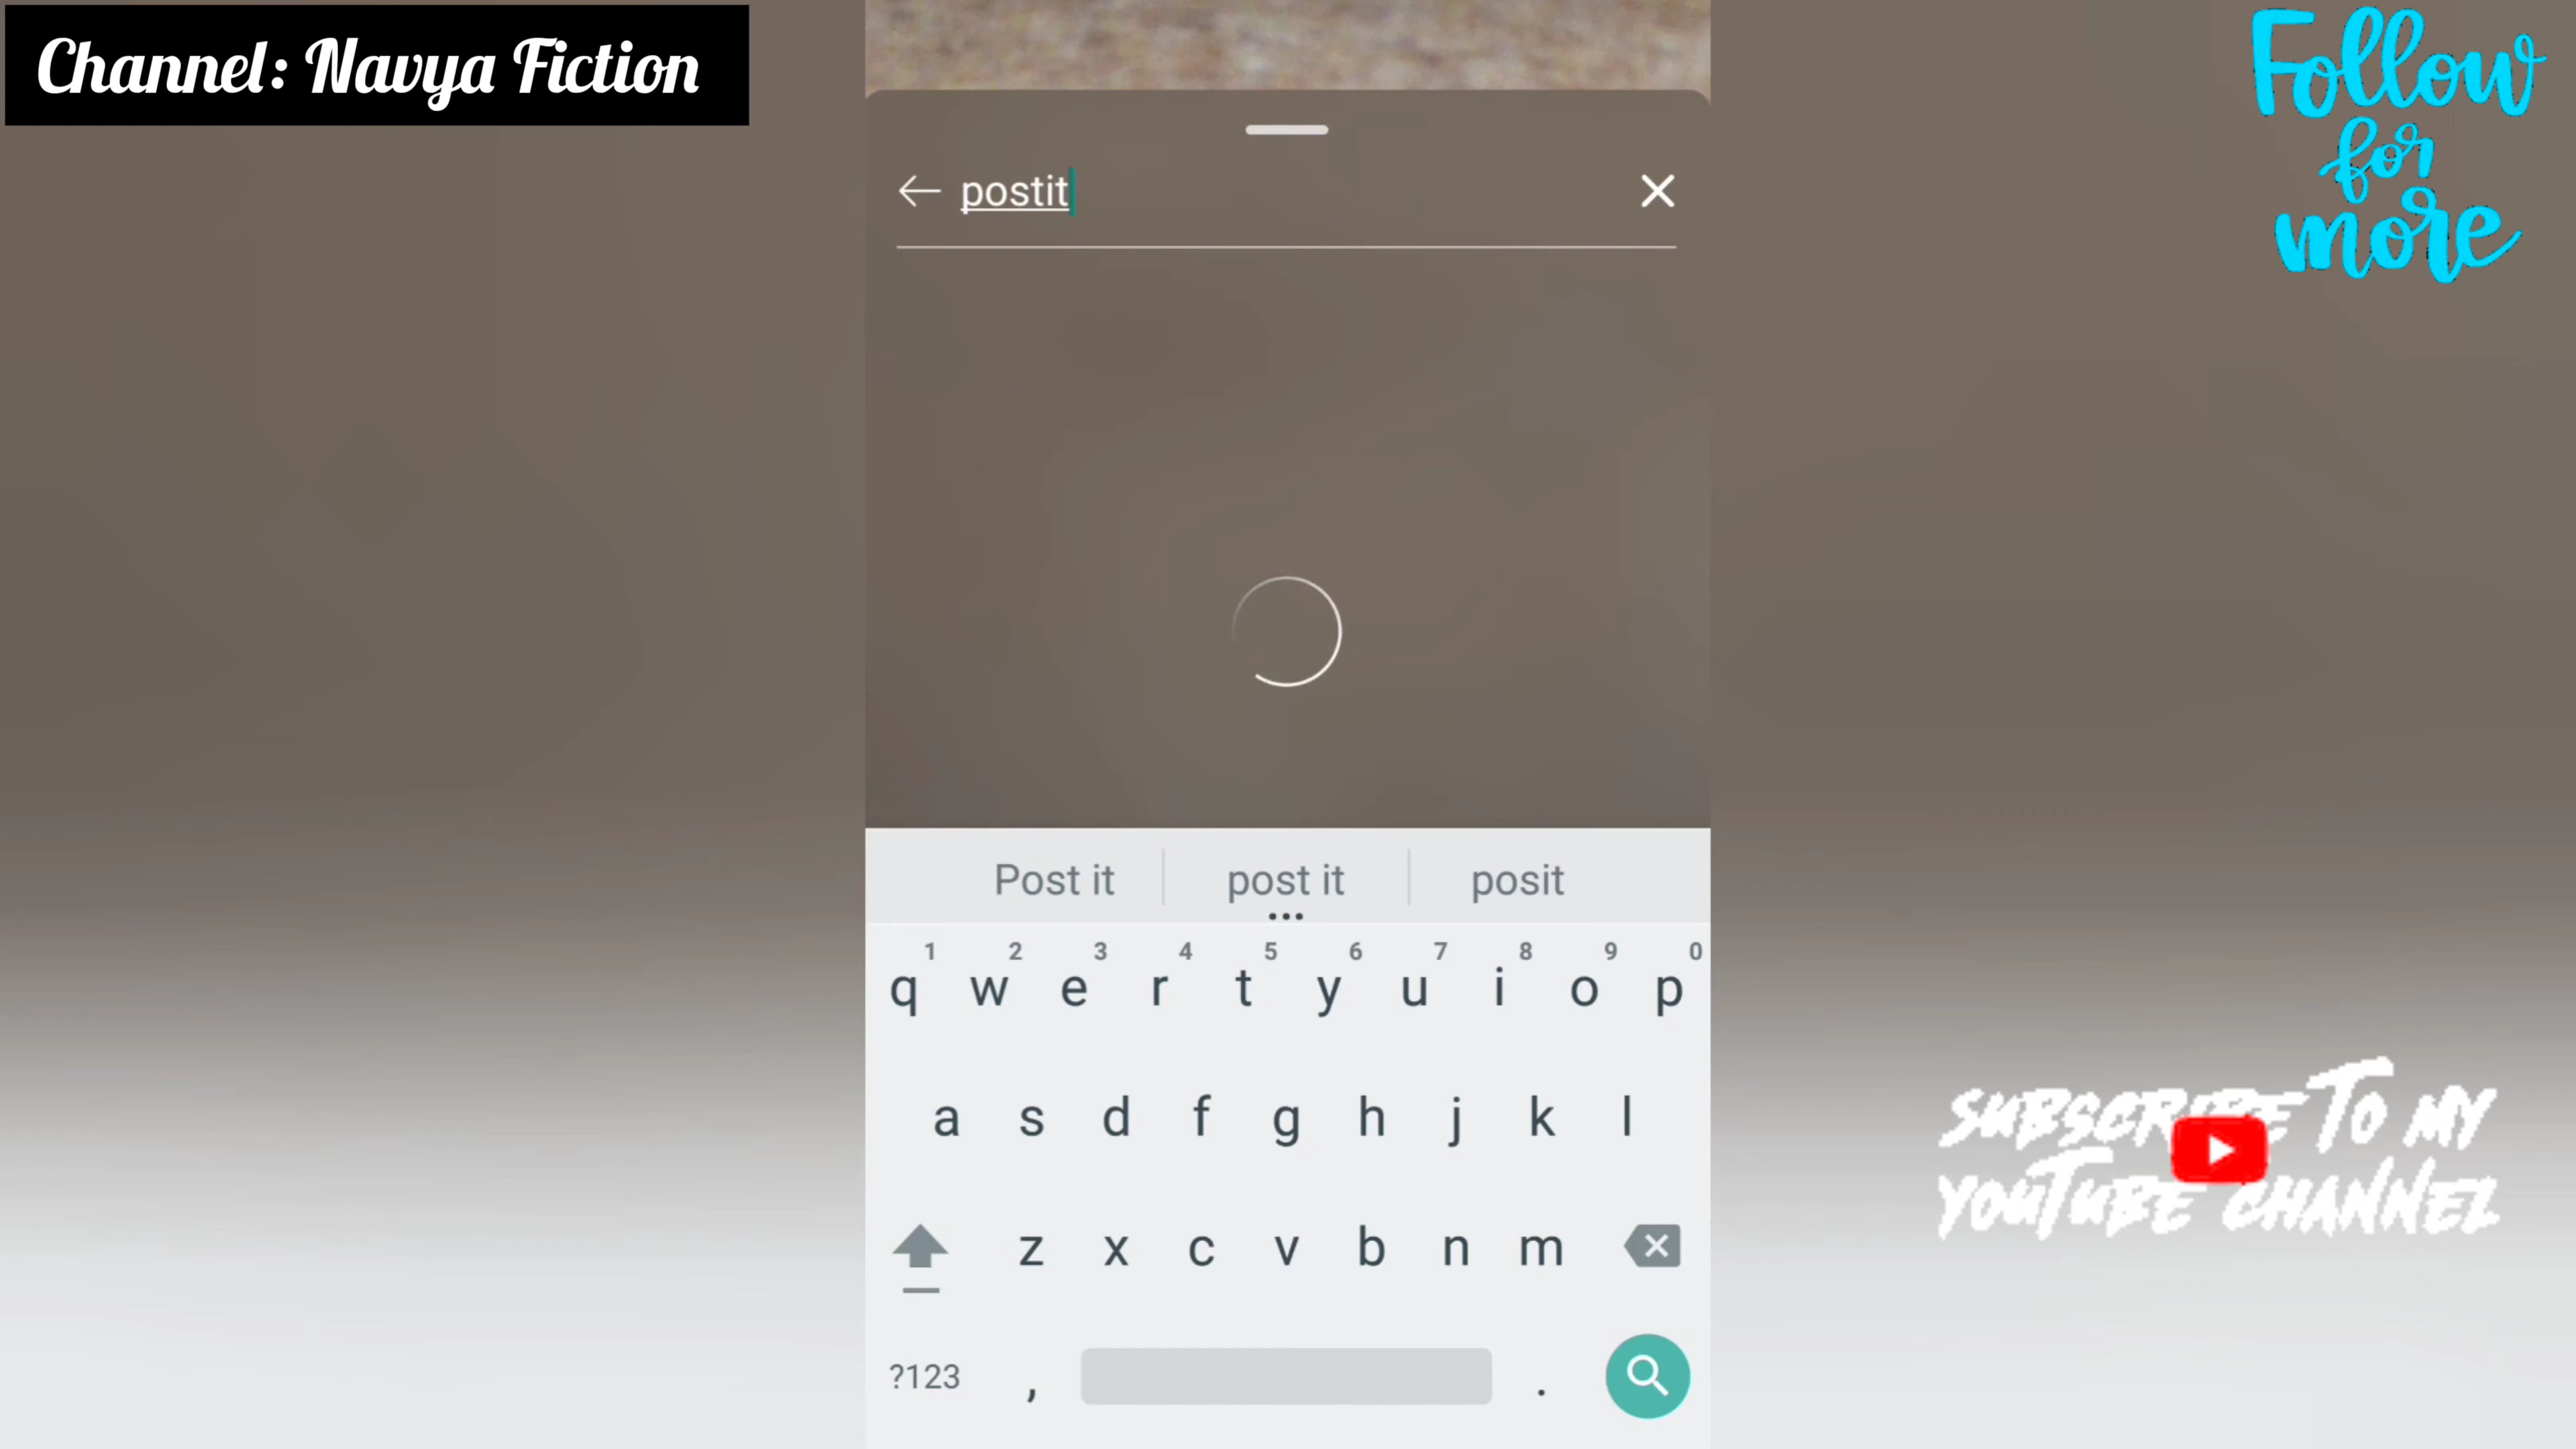 Channel: Navya Fiction
Follow
for
more
postit
Post it
post it
posit
1 2 3 4 5 6 7 8 9 0
q w e r t y u i o p
a s d f g h j k l
z x c v b n m
?123 , .
SUBSCRIBE TO MY
YOUTUBE CHANNEL